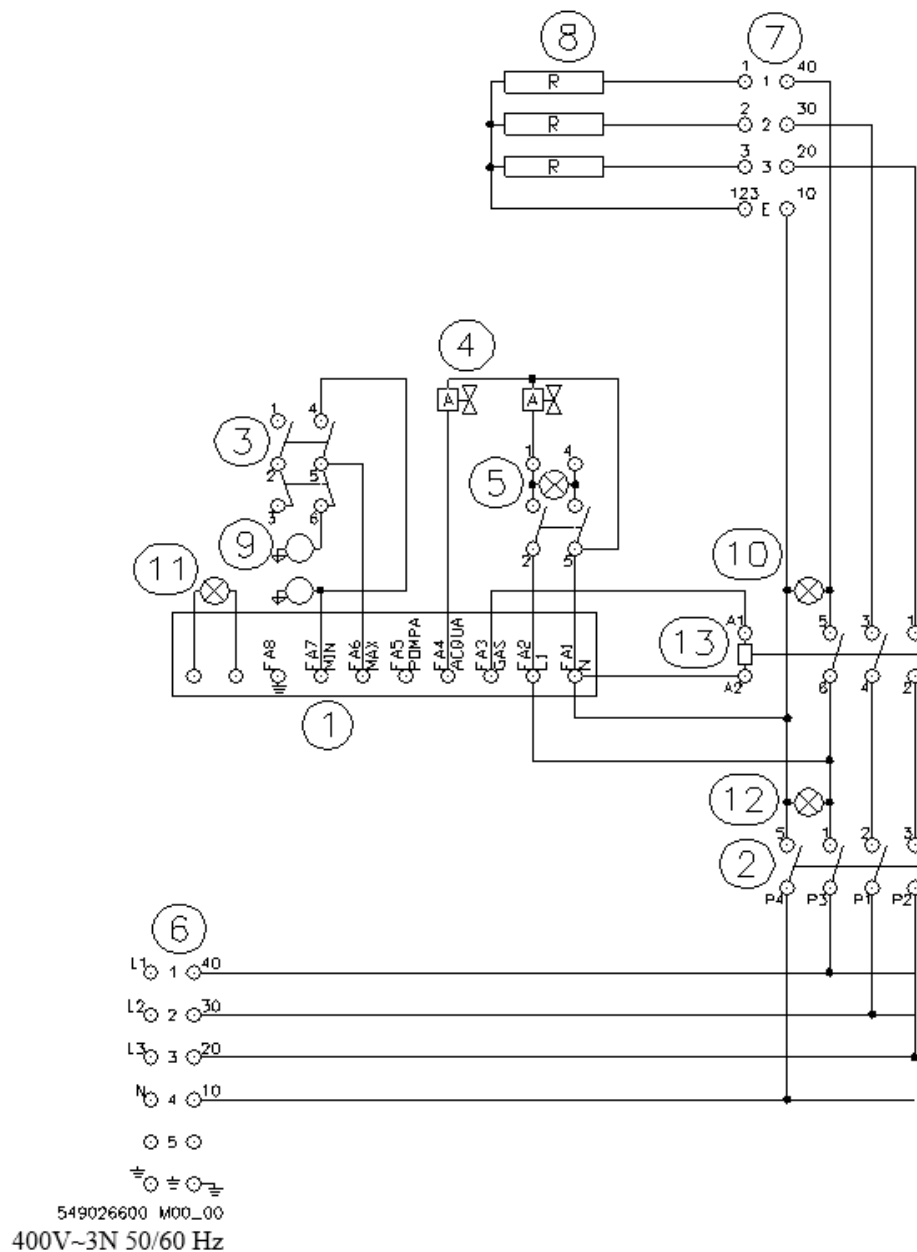 8
7
1 1 40
R
2 2 30
R
3 3 20
R
123 E 10
4
A
A
1 4
3
2 5
3 6
1 4
5
2 5
9
11
10
A1
13
A2
5 3 1
6 4 2
FA8
FA7 MIN
FA6 MAX
FA5 POMPA
FA4 ACQUA
FA3 GAS
FA2 L1
FA1 N
1
12
5 1 2 3
2
P4 P3 P1 P2
6
L1 1 40
L2 2 30
L3 3 20
N 4 10
5
549026600 M00_00
400V~3N 50/60 Hz